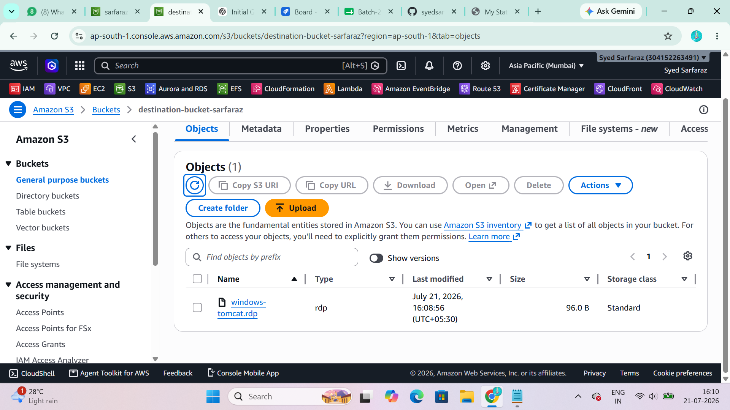 (8) Wha
sarfara
destina
Initial (
Board -
Batch-
syedsar
My Sta
Ask Gemini
ap-south-1.console.aws.amazon.com/s3/buckets/destination-bucket-sarfaraz?region=ap-south-1&tab=objects
aws
Search
[Alt+S]
Asia Pacific (Mumbai)
Syed Sarfaraz (304152263491)
Syed Sarfaraz
IAM
VPC
EC2
S3
Aurora and RDS
EFS
CloudFormation
Lambda
Amazon EventBridge
Route 53
Certificate Manager
CloudFront
CloudWatch
Amazon S3
Buckets
destination-bucket-sarfaraz
Amazon S3
Buckets
General purpose buckets
Directory buckets
Table buckets
Vector buckets
Files
File systems
Access management and
security
Access Points
Access Points for FSx
Access Grants
IAM Access Analyzer
Objects
Metadata
Properties
Permissions
Metrics
Management
File systems - new
Access
Objects (1)
Copy S3 URI
Copy URL
Download
Open
Delete
Actions
Create folder
Upload
Objects are the fundamental entities stored in Amazon S3. You can use Amazon S3 inventory to get a list of all objects in your bucket. For
others to access your objects, you'll need to explicitly grant them permissions. Learn more
Find objects by prefix
Show versions
1
Name
Type
Last modified
Size
Storage class
windows-
tomcat.rdp
rdp
July 21, 2026,
16:08:56
(UTC+05:30)
96.0 B
Standard
CloudShell
Agent Toolkit for AWS
Feedback
Console Mobile App
© 2026, Amazon Web Services, Inc. or its affiliates.
Privacy
Terms
Cookie preferences
1
28°C
Light rain
Search
ENG
IN
16:10
21-07-2026